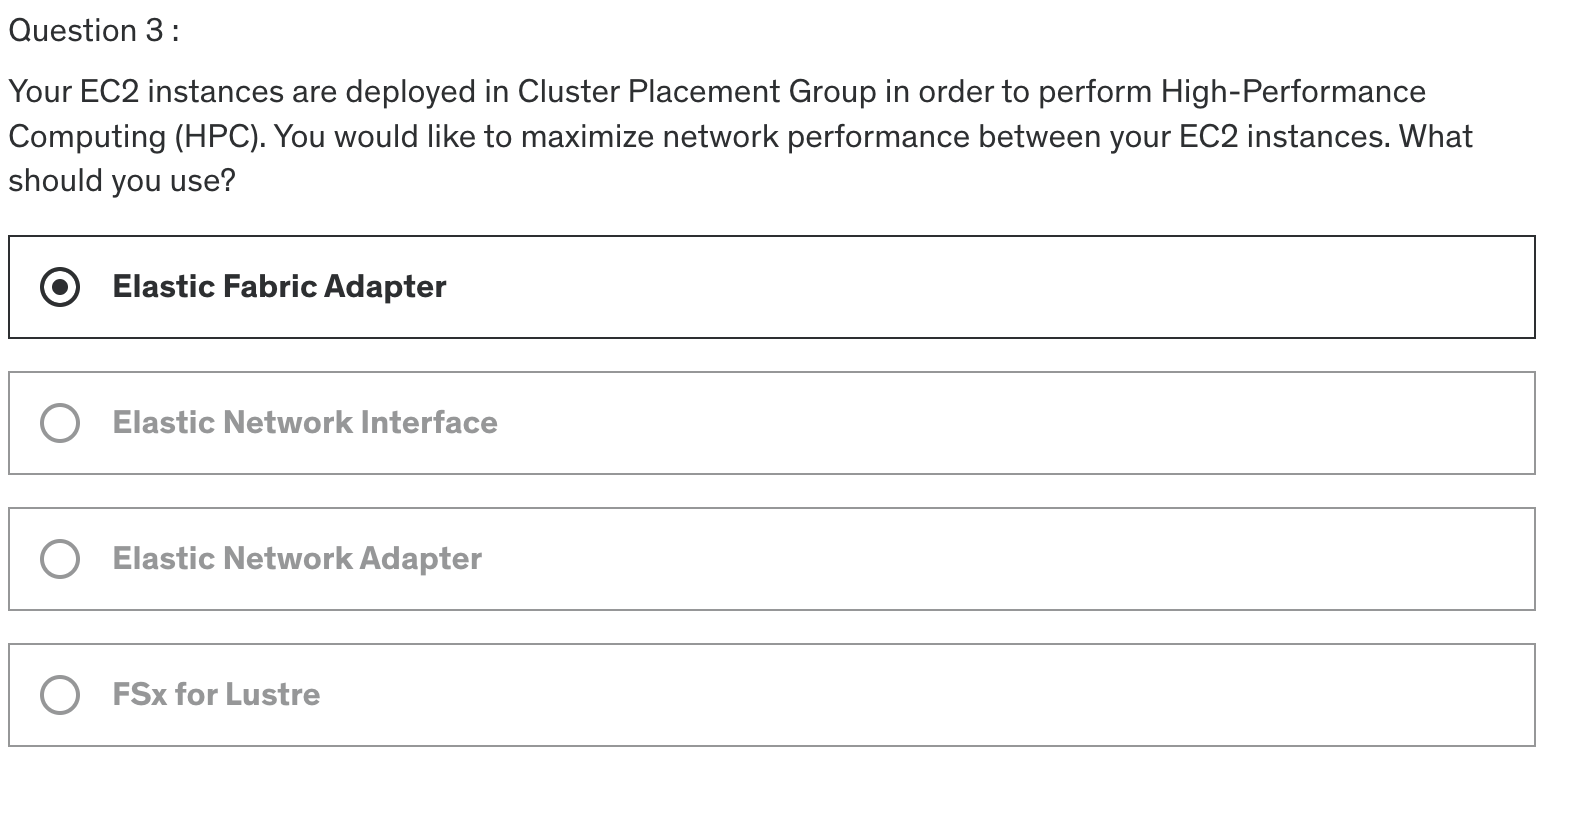 Question 3 :
Your EC2 instances are deployed in Cluster Placement Group in order to perform High-Performance
Computing (HPC). You would like to maximize network performance between your EC2 instances. What
should you use?
Elastic Fabric Adapter
Elastic Network Interface
Elastic Network Adapter
FSx for Lustre